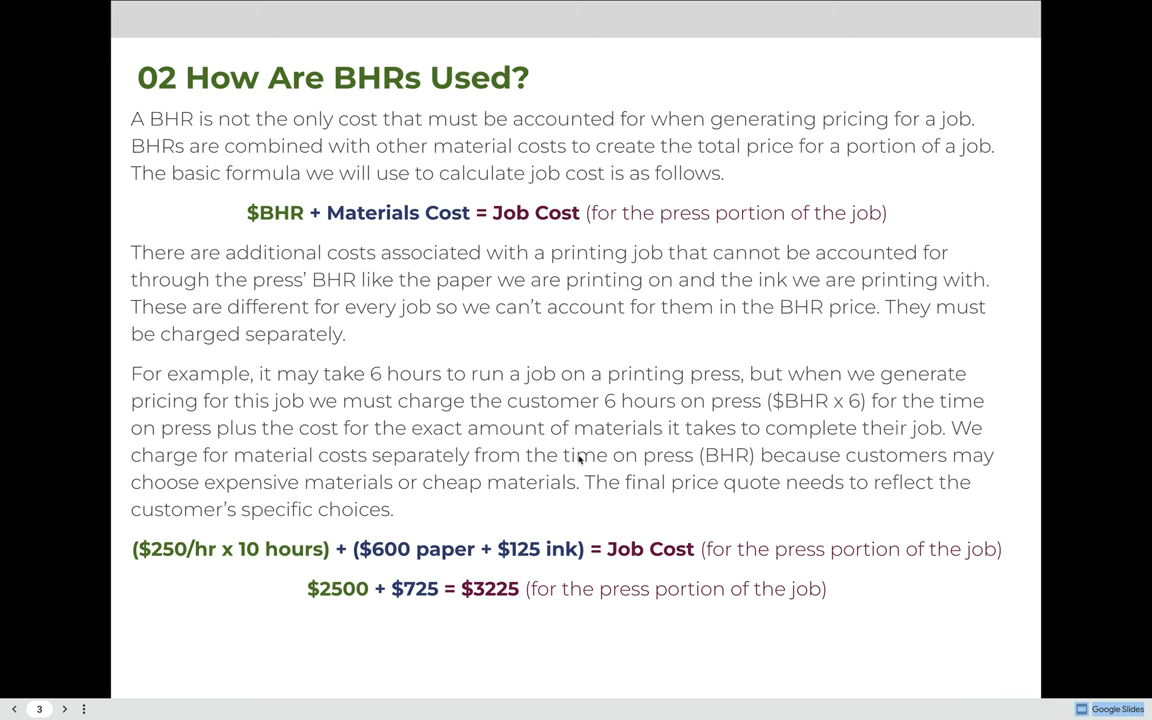 02 How Are BHRs Used?
A BHR is not the only cost that must be accounted for when generating pricing for a job.
BHRs are combined with other material costs to create the total price for a portion of a job.
The basic formula we will use to calculate job cost is as follows.
$BHR + Materials Cost = Job Cost (for the press portion of the job)
There are additional costs associated with a printing job that cannot be accounted for
through the press’ BHR like the paper we are printing on and the ink we are printing with.
These are different for every job so we can’t account for them in the BHR price. They must
be charged separately.
For example, it may take 6 hours to run a job on a printing press, but when we generate
pricing for this job we must charge the customer 6 hours on press ($BHR x 6) for the time
on press plus the cost for the exact amount of materials it takes to complete their job. We
charge for material costs separately from the time on press (BHR) because customers may
choose expensive materials or cheap materials. The final price quote needs to reflect the
customer’s specific choices.
($250/hr x 10 hours) + ($600 paper + $125 ink) = Job Cost (for the press portion of the job)
$2500 + $725 = $3225 (for the press portion of the job)
3
Google Slides